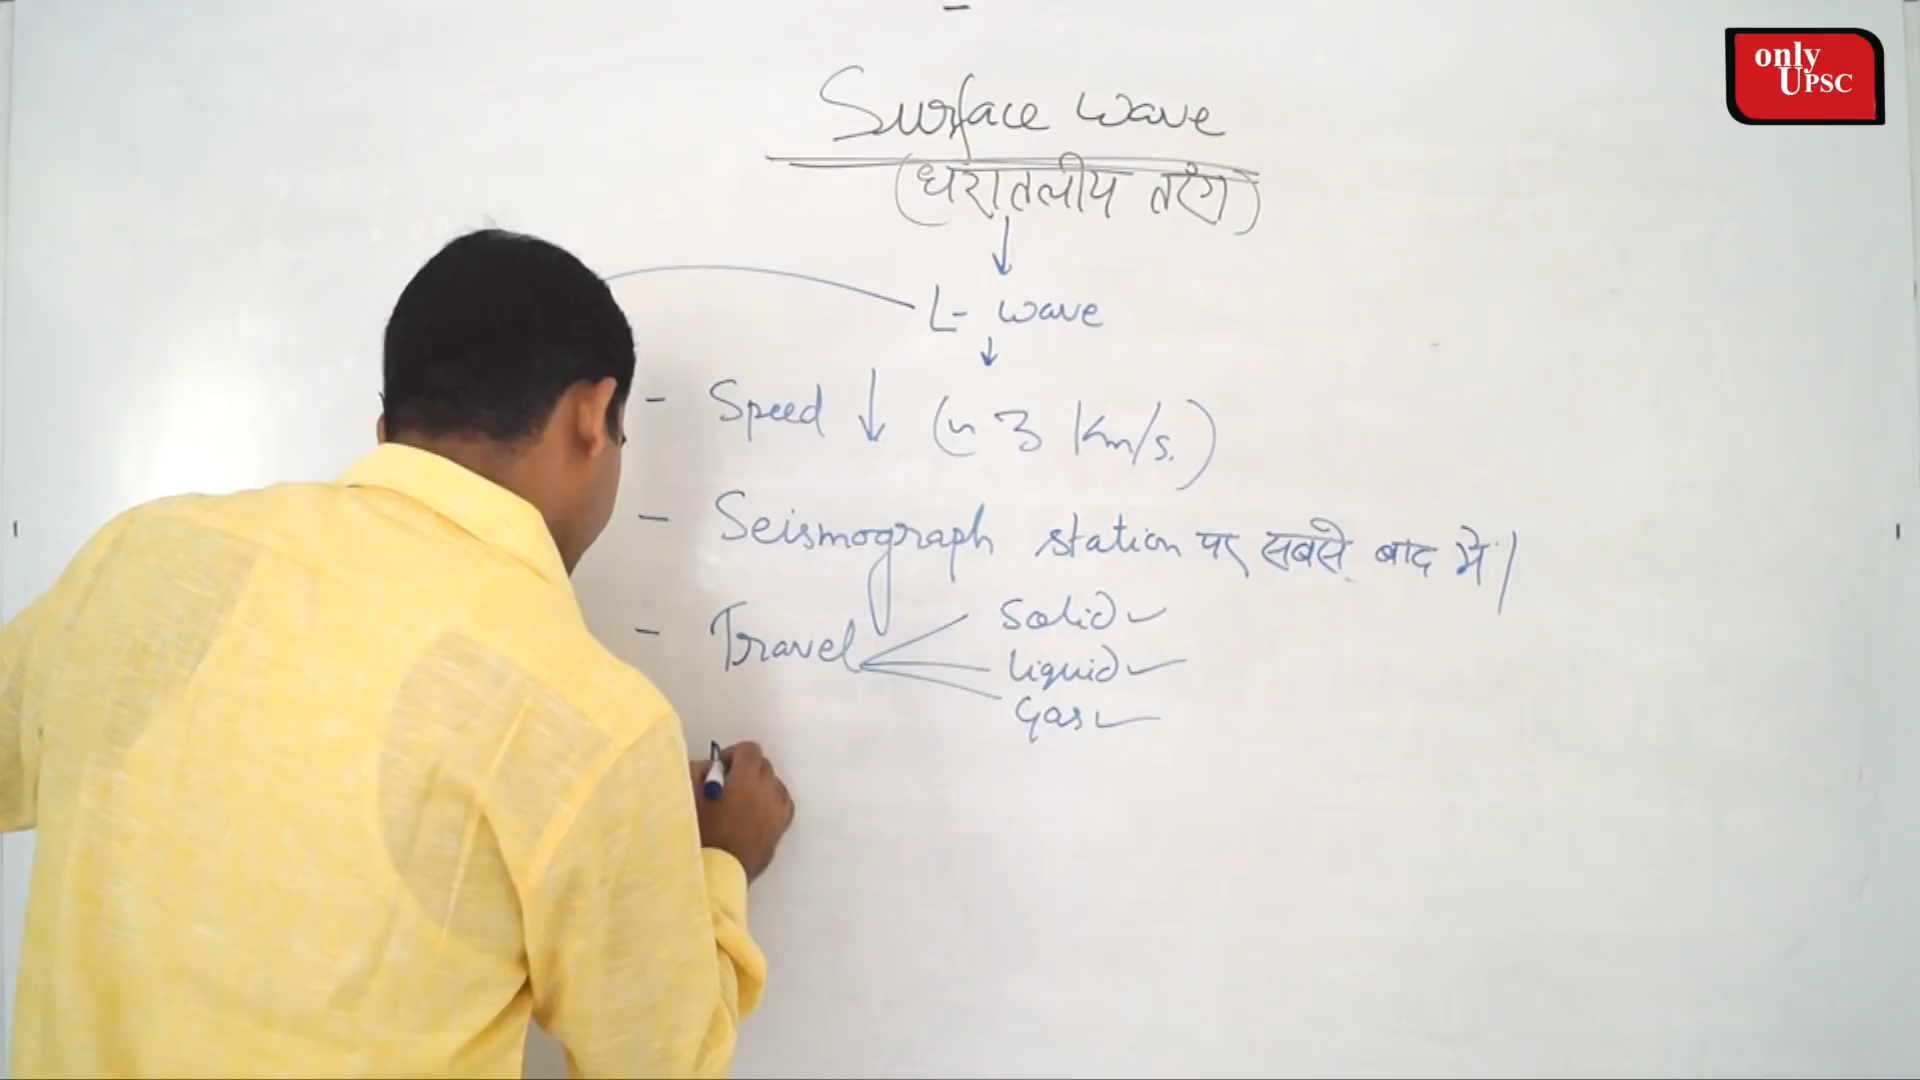 only
UPSC
Surface wave
(धरातलीय तरंग)
↓
L- wave
↓
- Speed ↓ (~ 3 Km/s.)
- Seismograph station पर सबसे बाद में।
- Travel
Solid ✓
liquid ✓
Gas ✓